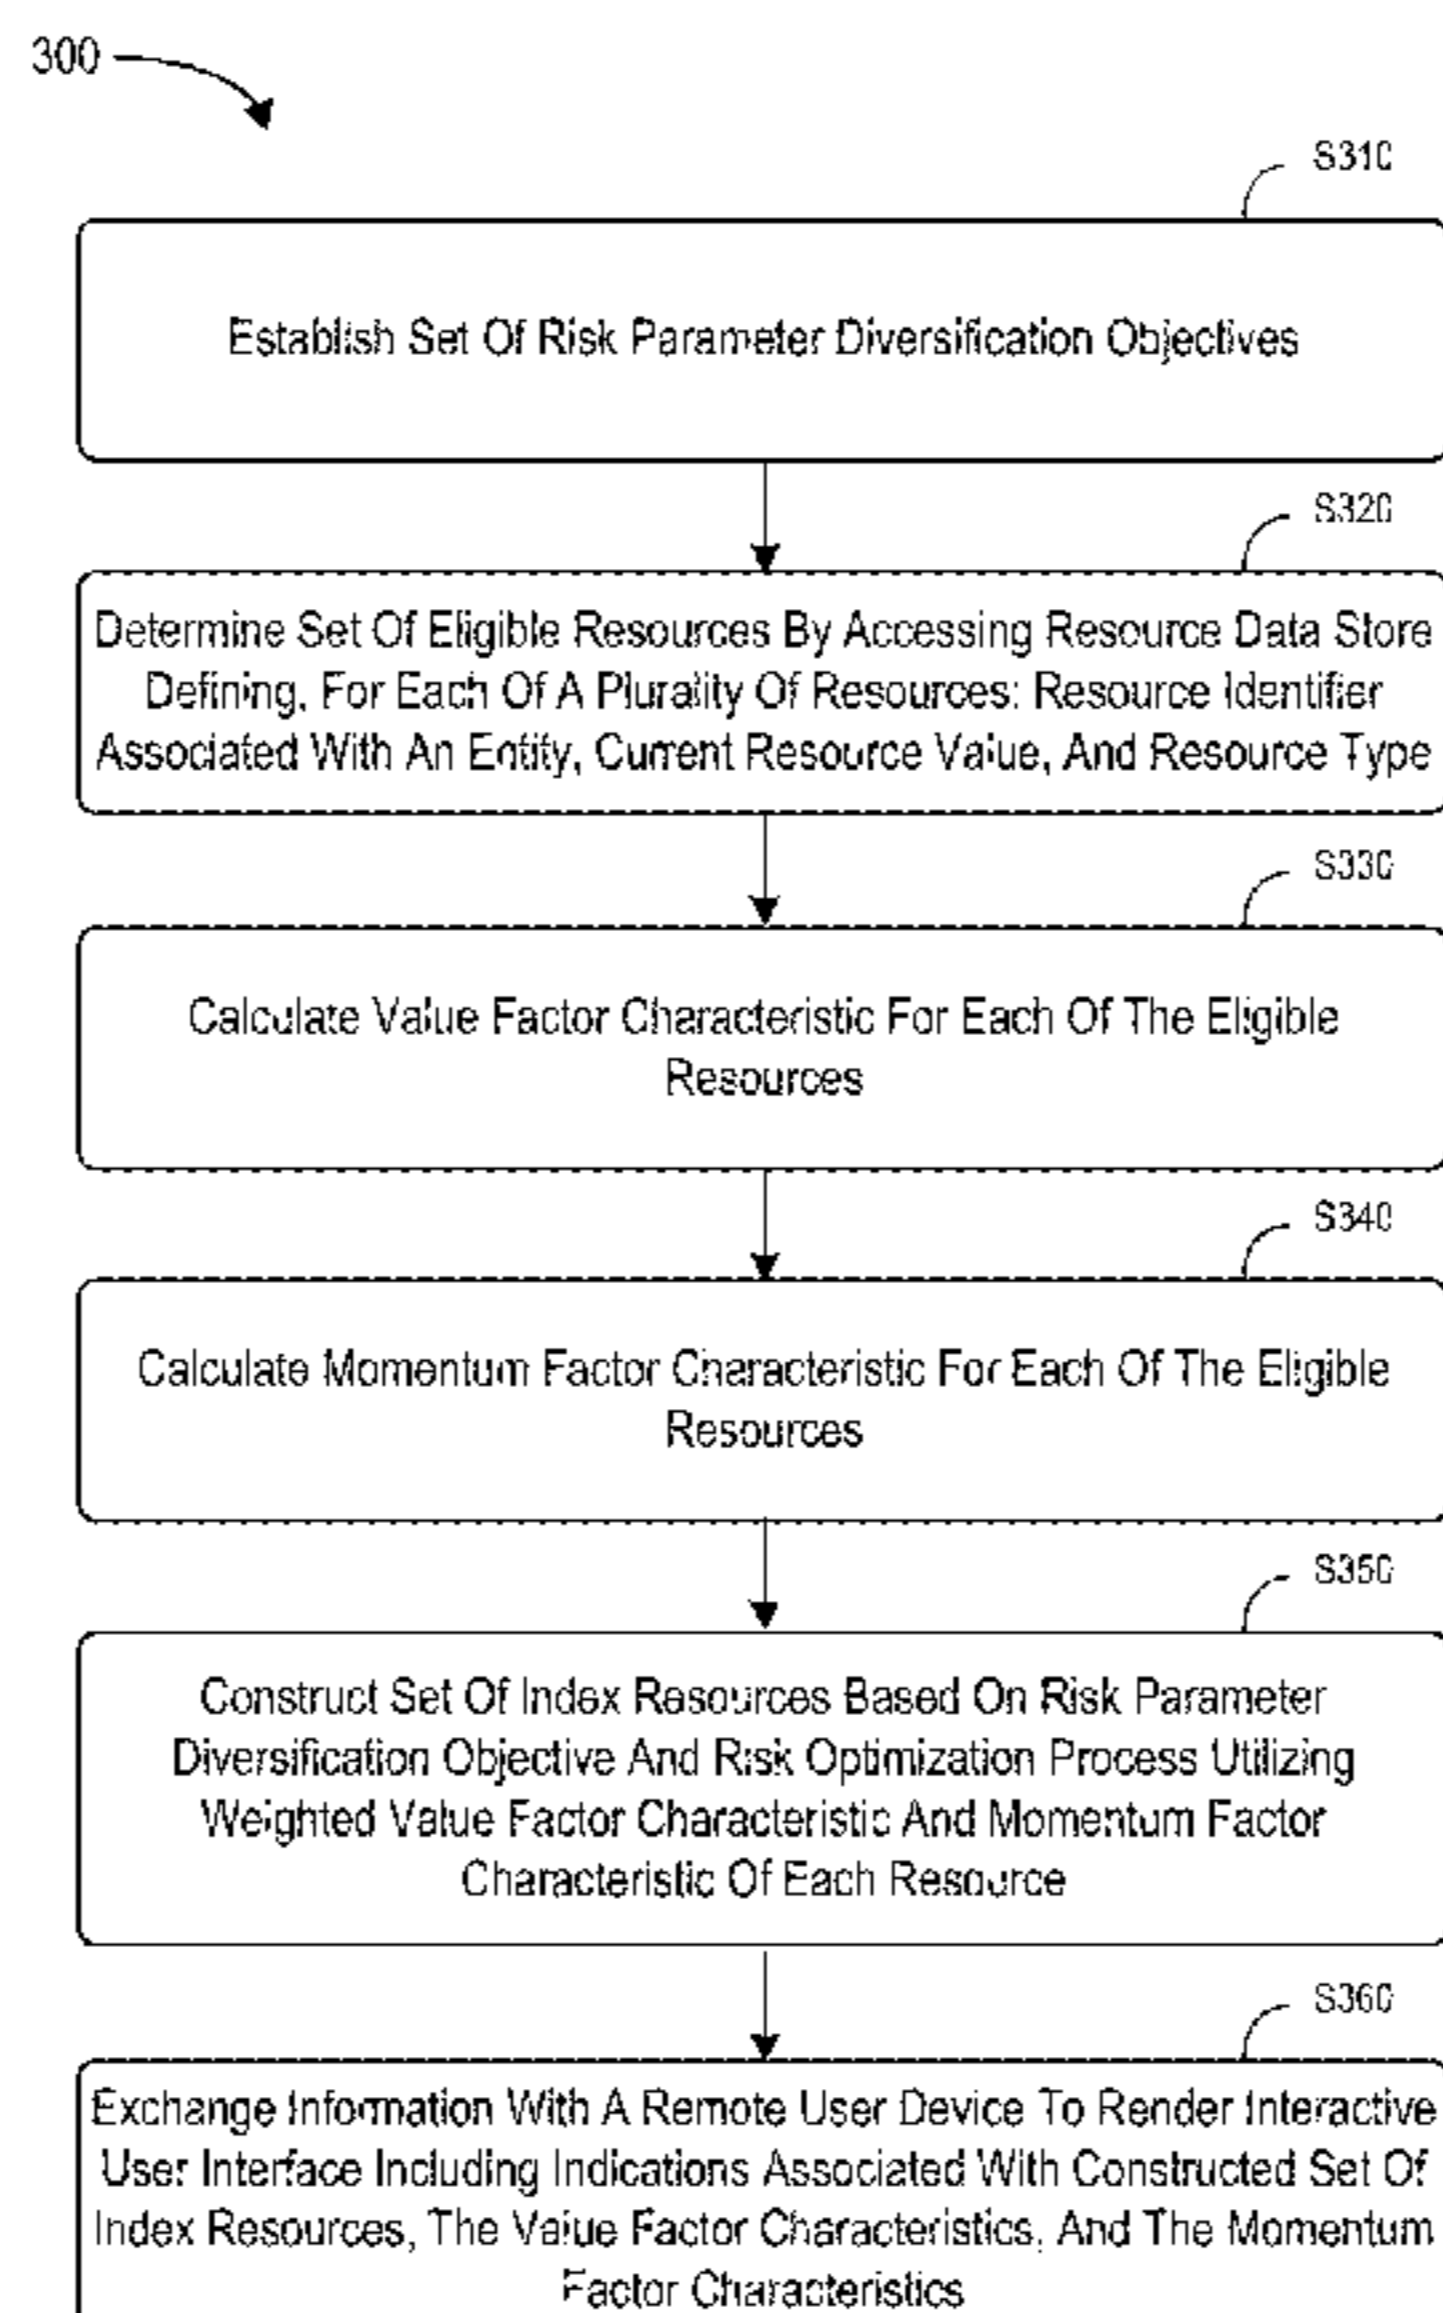 300
S310
Establish Set Of Risk Parameter Diversification Objectives
S320
Determine Set Of Eligible Resources By Accessing Resource Data Store
Defining, For Each Of A Plurality Of Resources: Resource Identifier
Associated With An Entity, Current Resource Value, And Resource Type
S330
Calculate Value Factor Characteristic For Each Of The Eligible
Resources
S340
Calculate Momentum Factor Characteristic For Each Of The Eligible
Resources
S350
Construct Set Of Index Resources Based On Risk Parameter
Diversification Objective And Risk Optimization Process Utilizing
Weighted Value Factor Characteristic And Momentum Factor
Characteristic Of Each Resource
S360
Exchange Information With A Remote User Device To Render Interactive
User Interface Including Indications Associated With Constructed Set Of
Index Resources, The Value Factor Characteristics, And The Momentum
Factor Characteristics